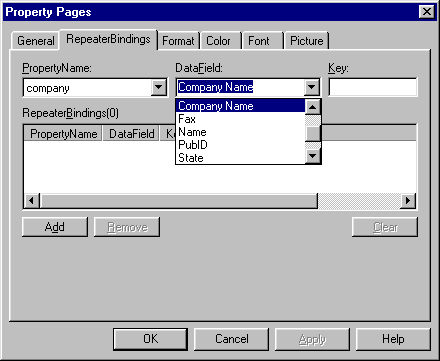 Property Pages
General RepeaterBindings Format Color Font Picture
PropertyName: DataField: Key:
company Company Name
Company Name
Fax
Name
PubID
State
RepeaterBindings(0)
PropertyName DataField
Add Remove Clear
OK Cancel Apply Help